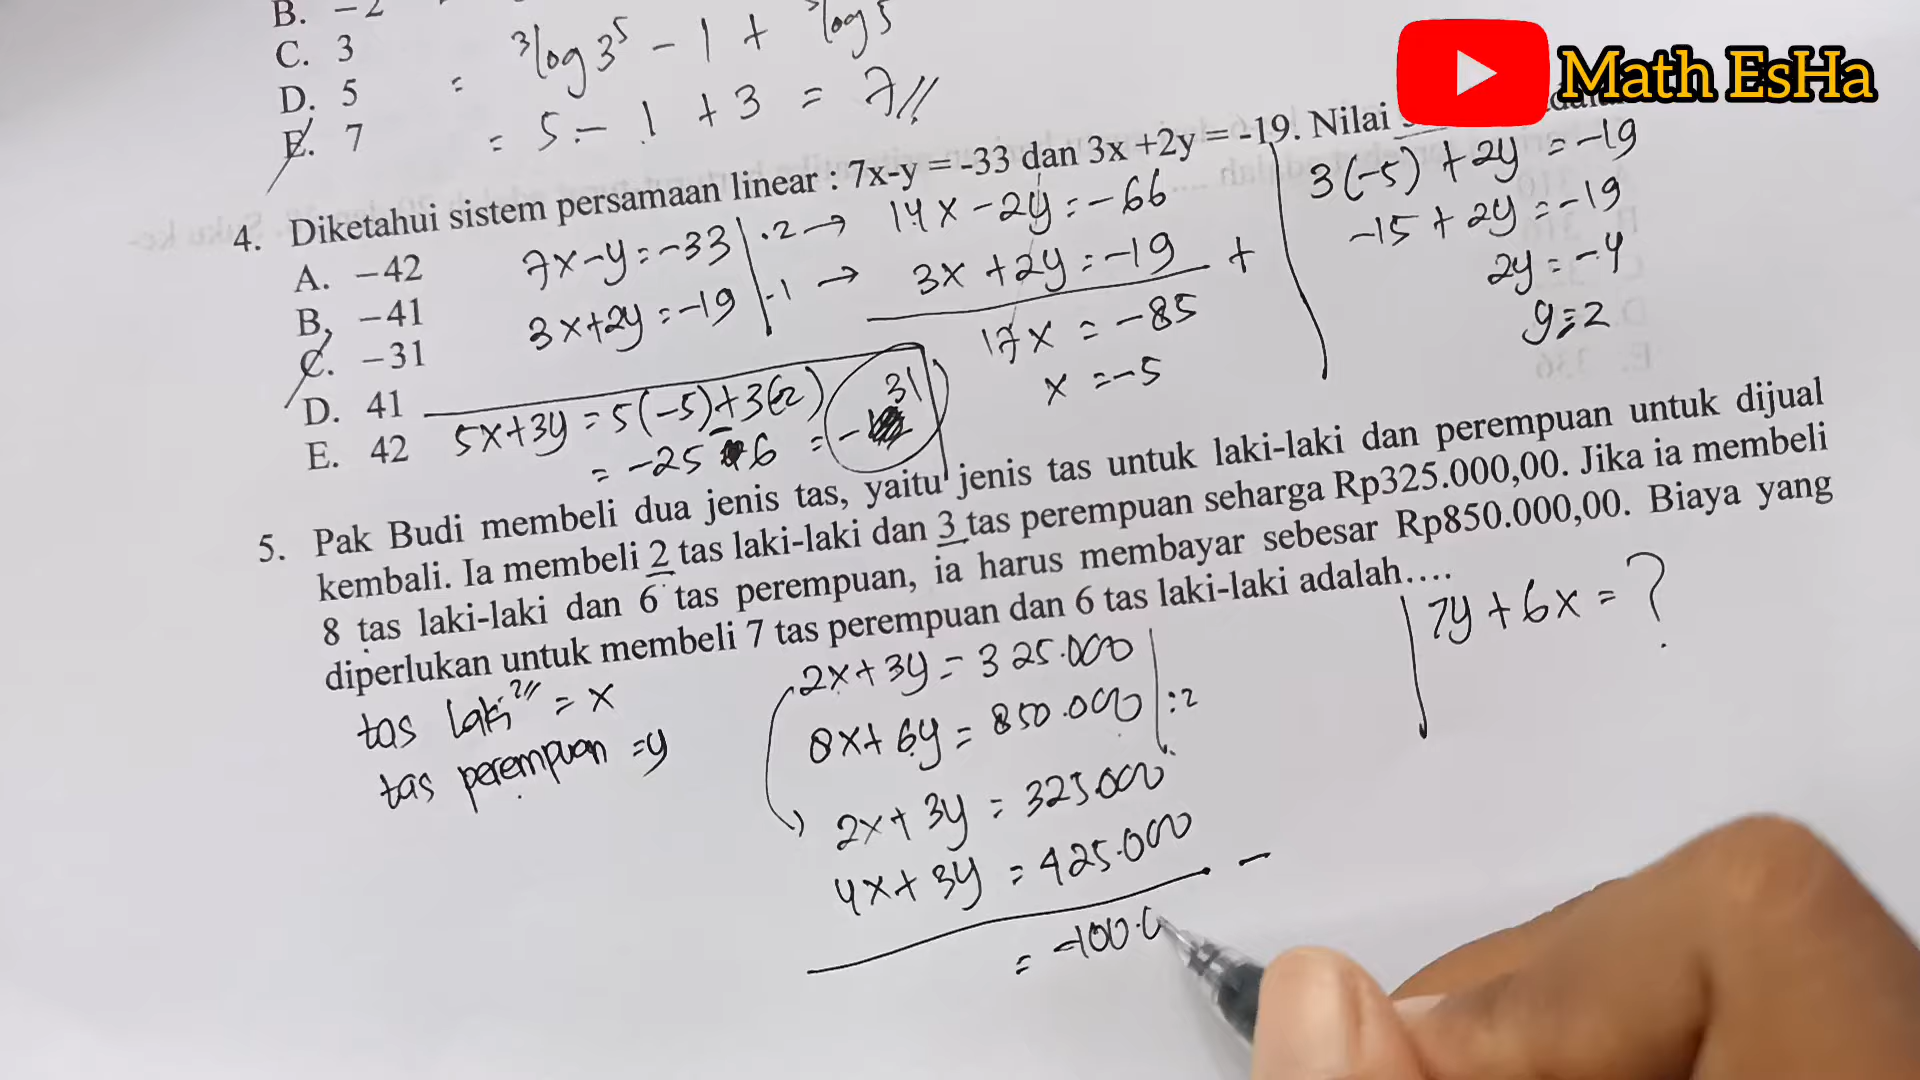 B. -2
C. 3
D. 5
E. 7
³log 3⁵ - 1 + ³log 5
= 5 - 1 + 3 = 7//
Math EsHa
4. Diketahui sistem persamaan linear : 7x-y = -33 dan 3x +2y = -19. Nilai
A. -42
B. -41
C. -31
D. 41
E. 42
7x-y=-33 | .2 → 14x-2y=-66
3x+2y=-19 | .1 → 3x+2y=-19 +
17x = -85
x = -5
3(-5) + 2y = -19
-15 + 2y = -19
2y = -4
y = 2
5x+3y = 5(-5)+3(-2)
= -25 - 6 = -31
5. Pak Budi membeli dua jenis tas, yaitu jenis tas untuk laki-laki dan perempuan untuk dijual
kembali. Ia membeli 2 tas laki-laki dan 3 tas perempuan seharga Rp325.000,00. Jika ia membeli
8 tas laki-laki dan 6 tas perempuan, ia harus membayar sebesar Rp850.000,00. Biaya yang
diperlukan untuk membeli 7 tas perempuan dan 6 tas laki-laki adalah....
tas laki²// = x
tas perempuan = y
2x+3y = 325.000
8x+6y = 850.000 | :2
2x+3y = 325.000
4x+3y = 425.000 -
= -100.0
7y + 6x = ?